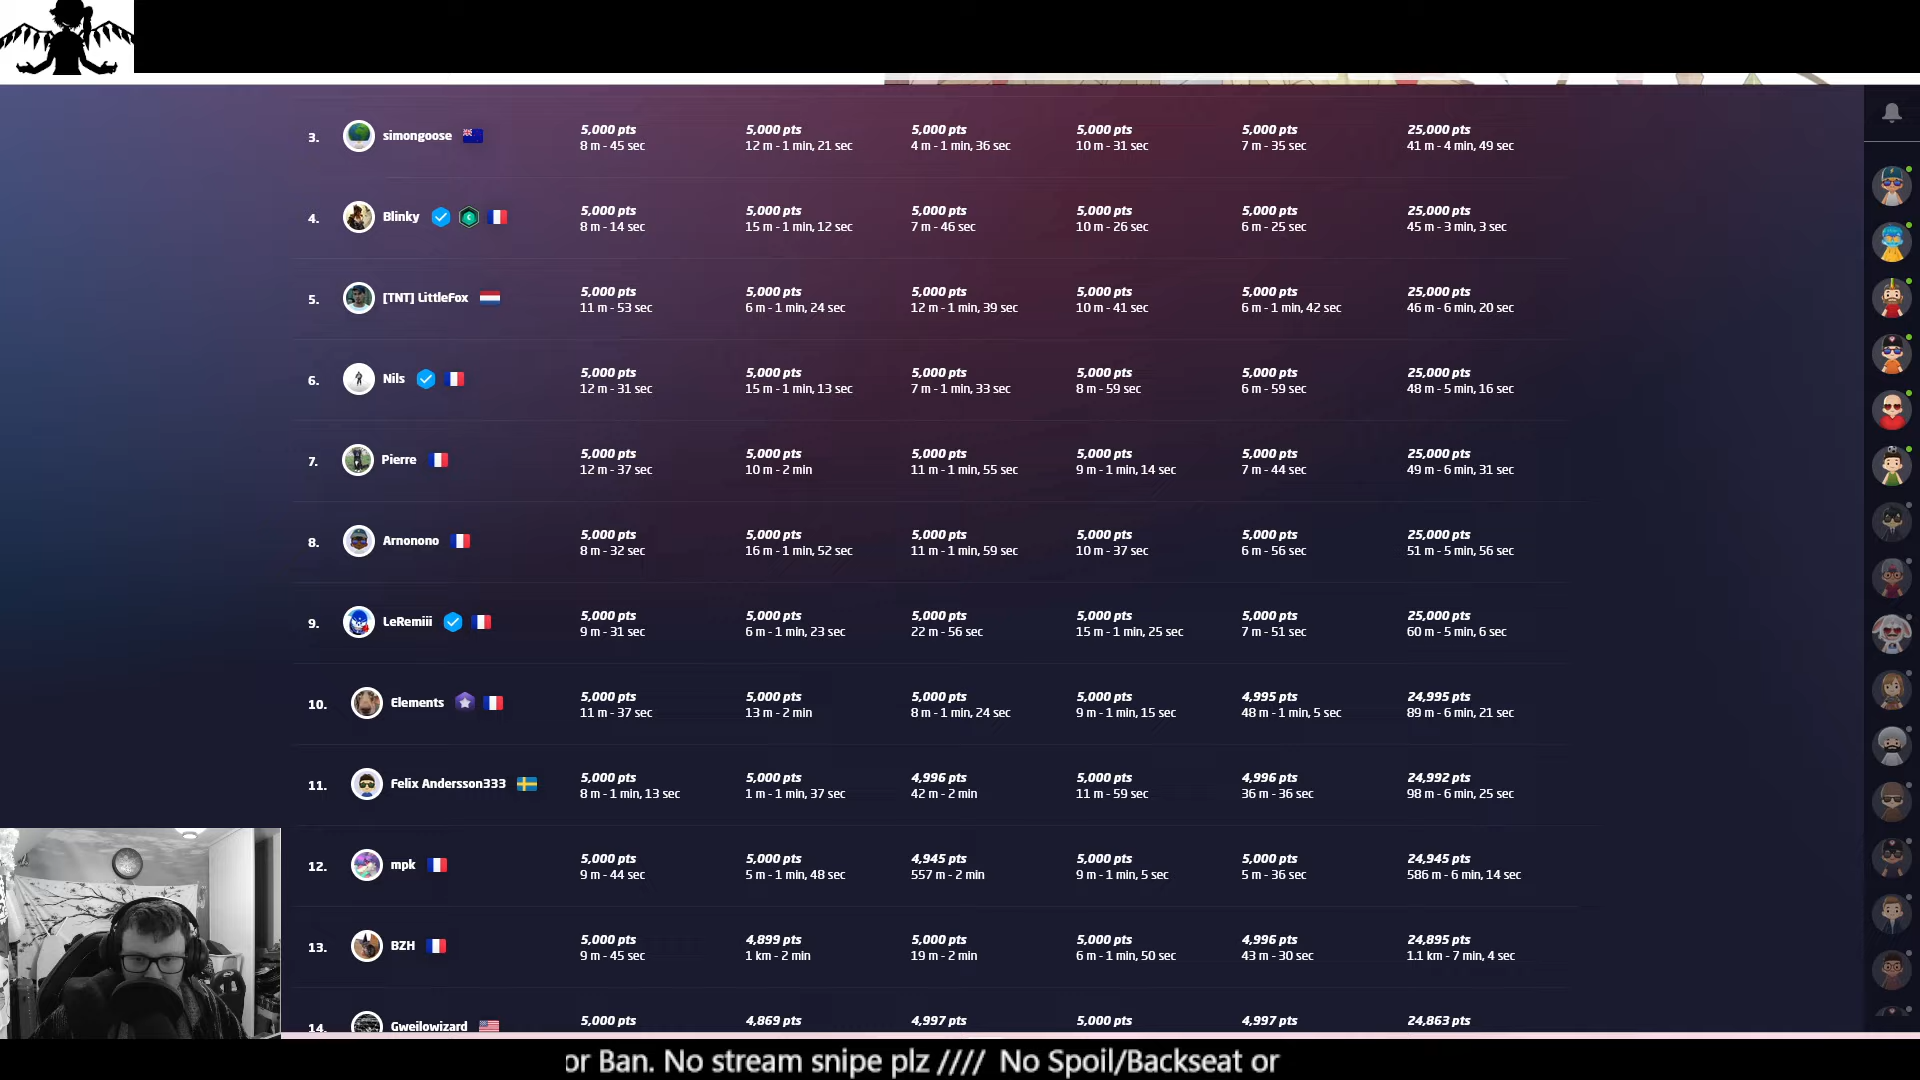 3. simongoose
5,000 pts 5,000 pts 5,000 pts 5,000 pts 5,000 pts 25,000 pts
8 m - 45 sec 12 m - 1 min, 21 sec 4 m - 1 min, 36 sec 10 m - 31 sec 7 m - 35 sec 41 m - 4 min, 49 sec
4. Blinky
5,000 pts 5,000 pts 5,000 pts 5,000 pts 5,000 pts 25,000 pts
8 m - 14 sec 15 m - 1 min, 12 sec 7 m - 46 sec 10 m - 26 sec 6 m - 25 sec 45 m - 3 min, 3 sec
5. [TNT] LittleFox
5,000 pts 5,000 pts 5,000 pts 5,000 pts 5,000 pts 25,000 pts
11 m - 53 sec 6 m - 1 min, 24 sec 12 m - 1 min, 39 sec 10 m - 41 sec 6 m - 1 min, 42 sec 46 m - 6 min, 20 sec
6. Nils
5,000 pts 5,000 pts 5,000 pts 5,000 pts 5,000 pts 25,000 pts
12 m - 31 sec 15 m - 1 min, 13 sec 7 m - 1 min, 33 sec 8 m - 59 sec 6 m - 59 sec 48 m - 5 min, 16 sec
7. Pierre
5,000 pts 5,000 pts 5,000 pts 5,000 pts 5,000 pts 25,000 pts
12 m - 37 sec 10 m - 2 min 11 m - 1 min, 55 sec 9 m - 1 min, 14 sec 7 m - 44 sec 49 m - 6 min, 31 sec
8. Arnonono
5,000 pts 5,000 pts 5,000 pts 5,000 pts 5,000 pts 25,000 pts
8 m - 32 sec 16 m - 1 min, 52 sec 11 m - 1 min, 59 sec 10 m - 37 sec 6 m - 56 sec 51 m - 5 min, 56 sec
9. LeRemiii
5,000 pts 5,000 pts 5,000 pts 5,000 pts 5,000 pts 25,000 pts
9 m - 31 sec 6 m - 1 min, 23 sec 22 m - 56 sec 15 m - 1 min, 25 sec 7 m - 51 sec 60 m - 5 min, 6 sec
10. Elements
5,000 pts 5,000 pts 5,000 pts 5,000 pts 4,995 pts 24,995 pts
11 m - 37 sec 13 m - 2 min 8 m - 1 min, 24 sec 9 m - 1 min, 15 sec 48 m - 1 min, 5 sec 89 m - 6 min, 21 sec
11. Felix Andersson333
5,000 pts 5,000 pts 4,996 pts 5,000 pts 4,996 pts 24,992 pts
8 m - 1 min, 13 sec 1 m - 1 min, 37 sec 42 m - 2 min 11 m - 59 sec 36 m - 36 sec 98 m - 6 min, 25 sec
12. mpk
5,000 pts 5,000 pts 4,945 pts 5,000 pts 5,000 pts 24,945 pts
9 m - 44 sec 5 m - 1 min, 48 sec 557 m - 2 min 9 m - 1 min, 5 sec 5 m - 36 sec 586 m - 6 min, 14 sec
13. BZH
5,000 pts 4,899 pts 5,000 pts 5,000 pts 4,996 pts 24,895 pts
9 m - 45 sec 1 km - 2 min 19 m - 2 min 6 m - 1 min, 50 sec 43 m - 30 sec 1.1 km - 7 min, 4 sec
14. Gweilowizard
5,000 pts 4,869 pts 4,997 pts 5,000 pts 4,997 pts 24,863 pts
or Ban. No stream snipe plz //// No Spoil/Backseat or